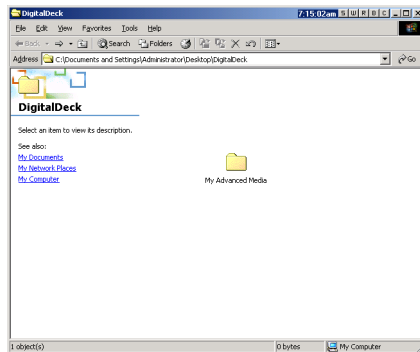 DigitalDeck 7:15:02am S W R B C
File Edit View Favorites Tools Help
Back Search Folders
Address C:\Documents and Settings\Administrator\Desktop\DigitalDeck Go
DigitalDeck
Select an item to view its description.
See also:
My Documents
My Network Places
My Computer
My Advanced Media
1 object(s) 0 bytes My Computer